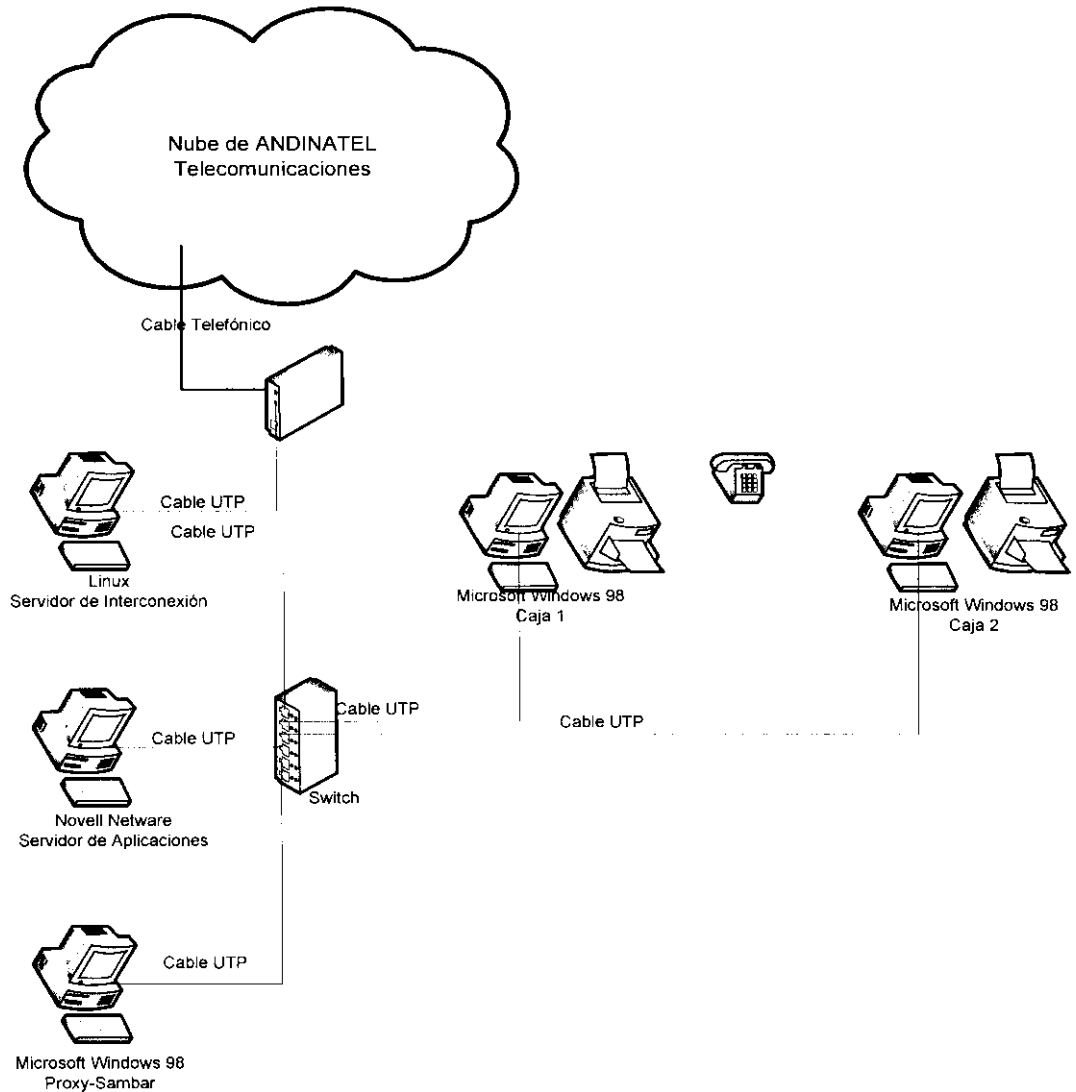 Nube de ANDINATEL
Telecomunicaciones
Cable Telefónico
Cable UTP
Cable UTP
Linux
Servidor de Interconexión
Microsoft Windows 98
Caja 1
Microsoft Windows 98
Caja 2
Cable UTP
Cable UTP
Cable UTP
Switch
Novell Netware
Servidor de Aplicaciones
Cable UTP
Microsoft Windows 98
Proxy-Sambar